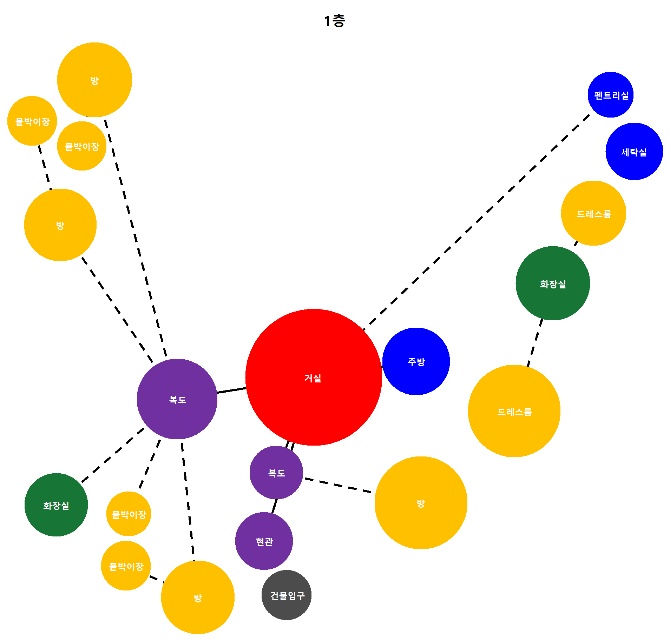 1층
방
펜트리실
붙박이장
붙박이장
세탁실
드레스룸
방
화장실
주방
거실
복도
드레스룸
복도
방
화장실
붙박이장
현관
붙박이장
건물입구
방